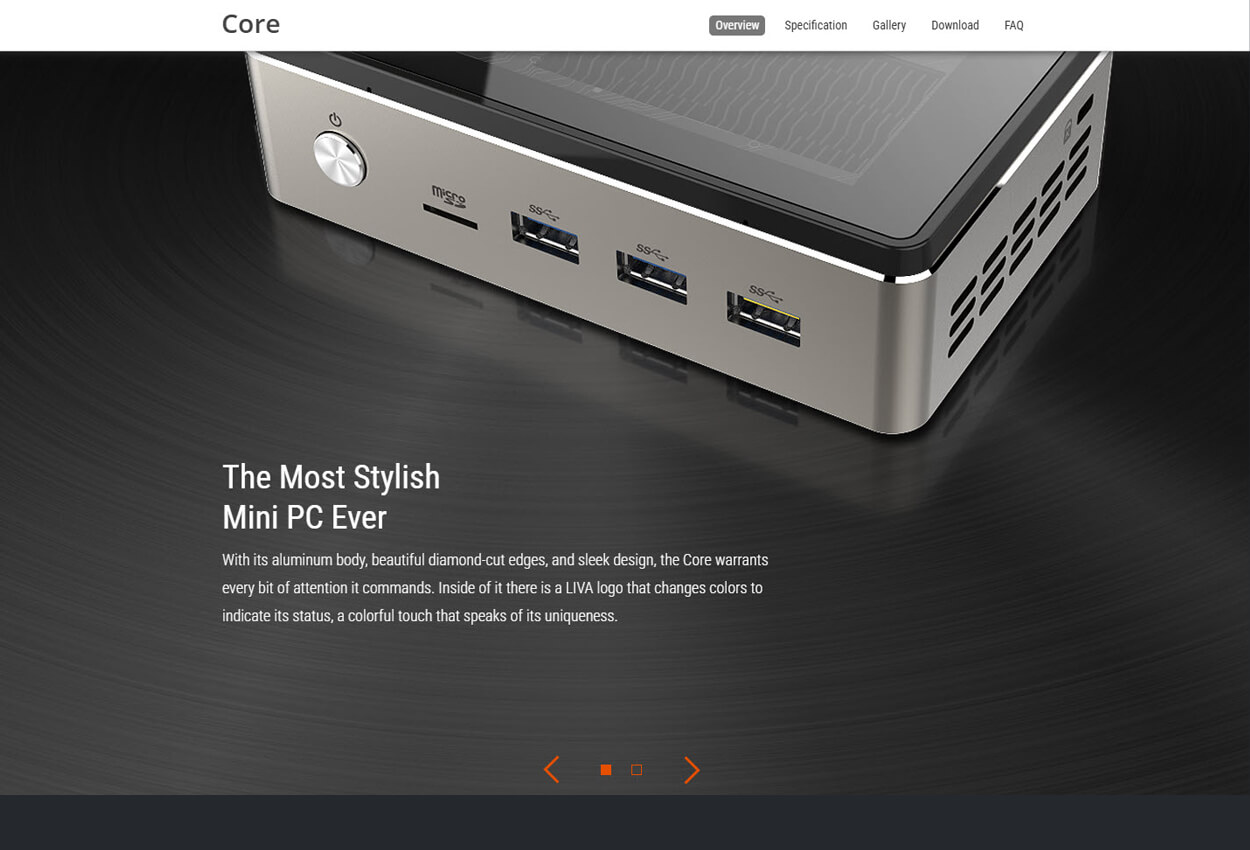 Core
Overview Specification Gallery Download FAQ
micro
SS
SS
SS
The Most Stylish
Mini PC Ever
With its aluminum body, beautiful diamond-cut edges, and sleek design, the Core warrants
every bit of attention it commands. Inside of it there is a LIVA logo that changes colors to
indicate its status, a colorful touch that speaks of its uniqueness.